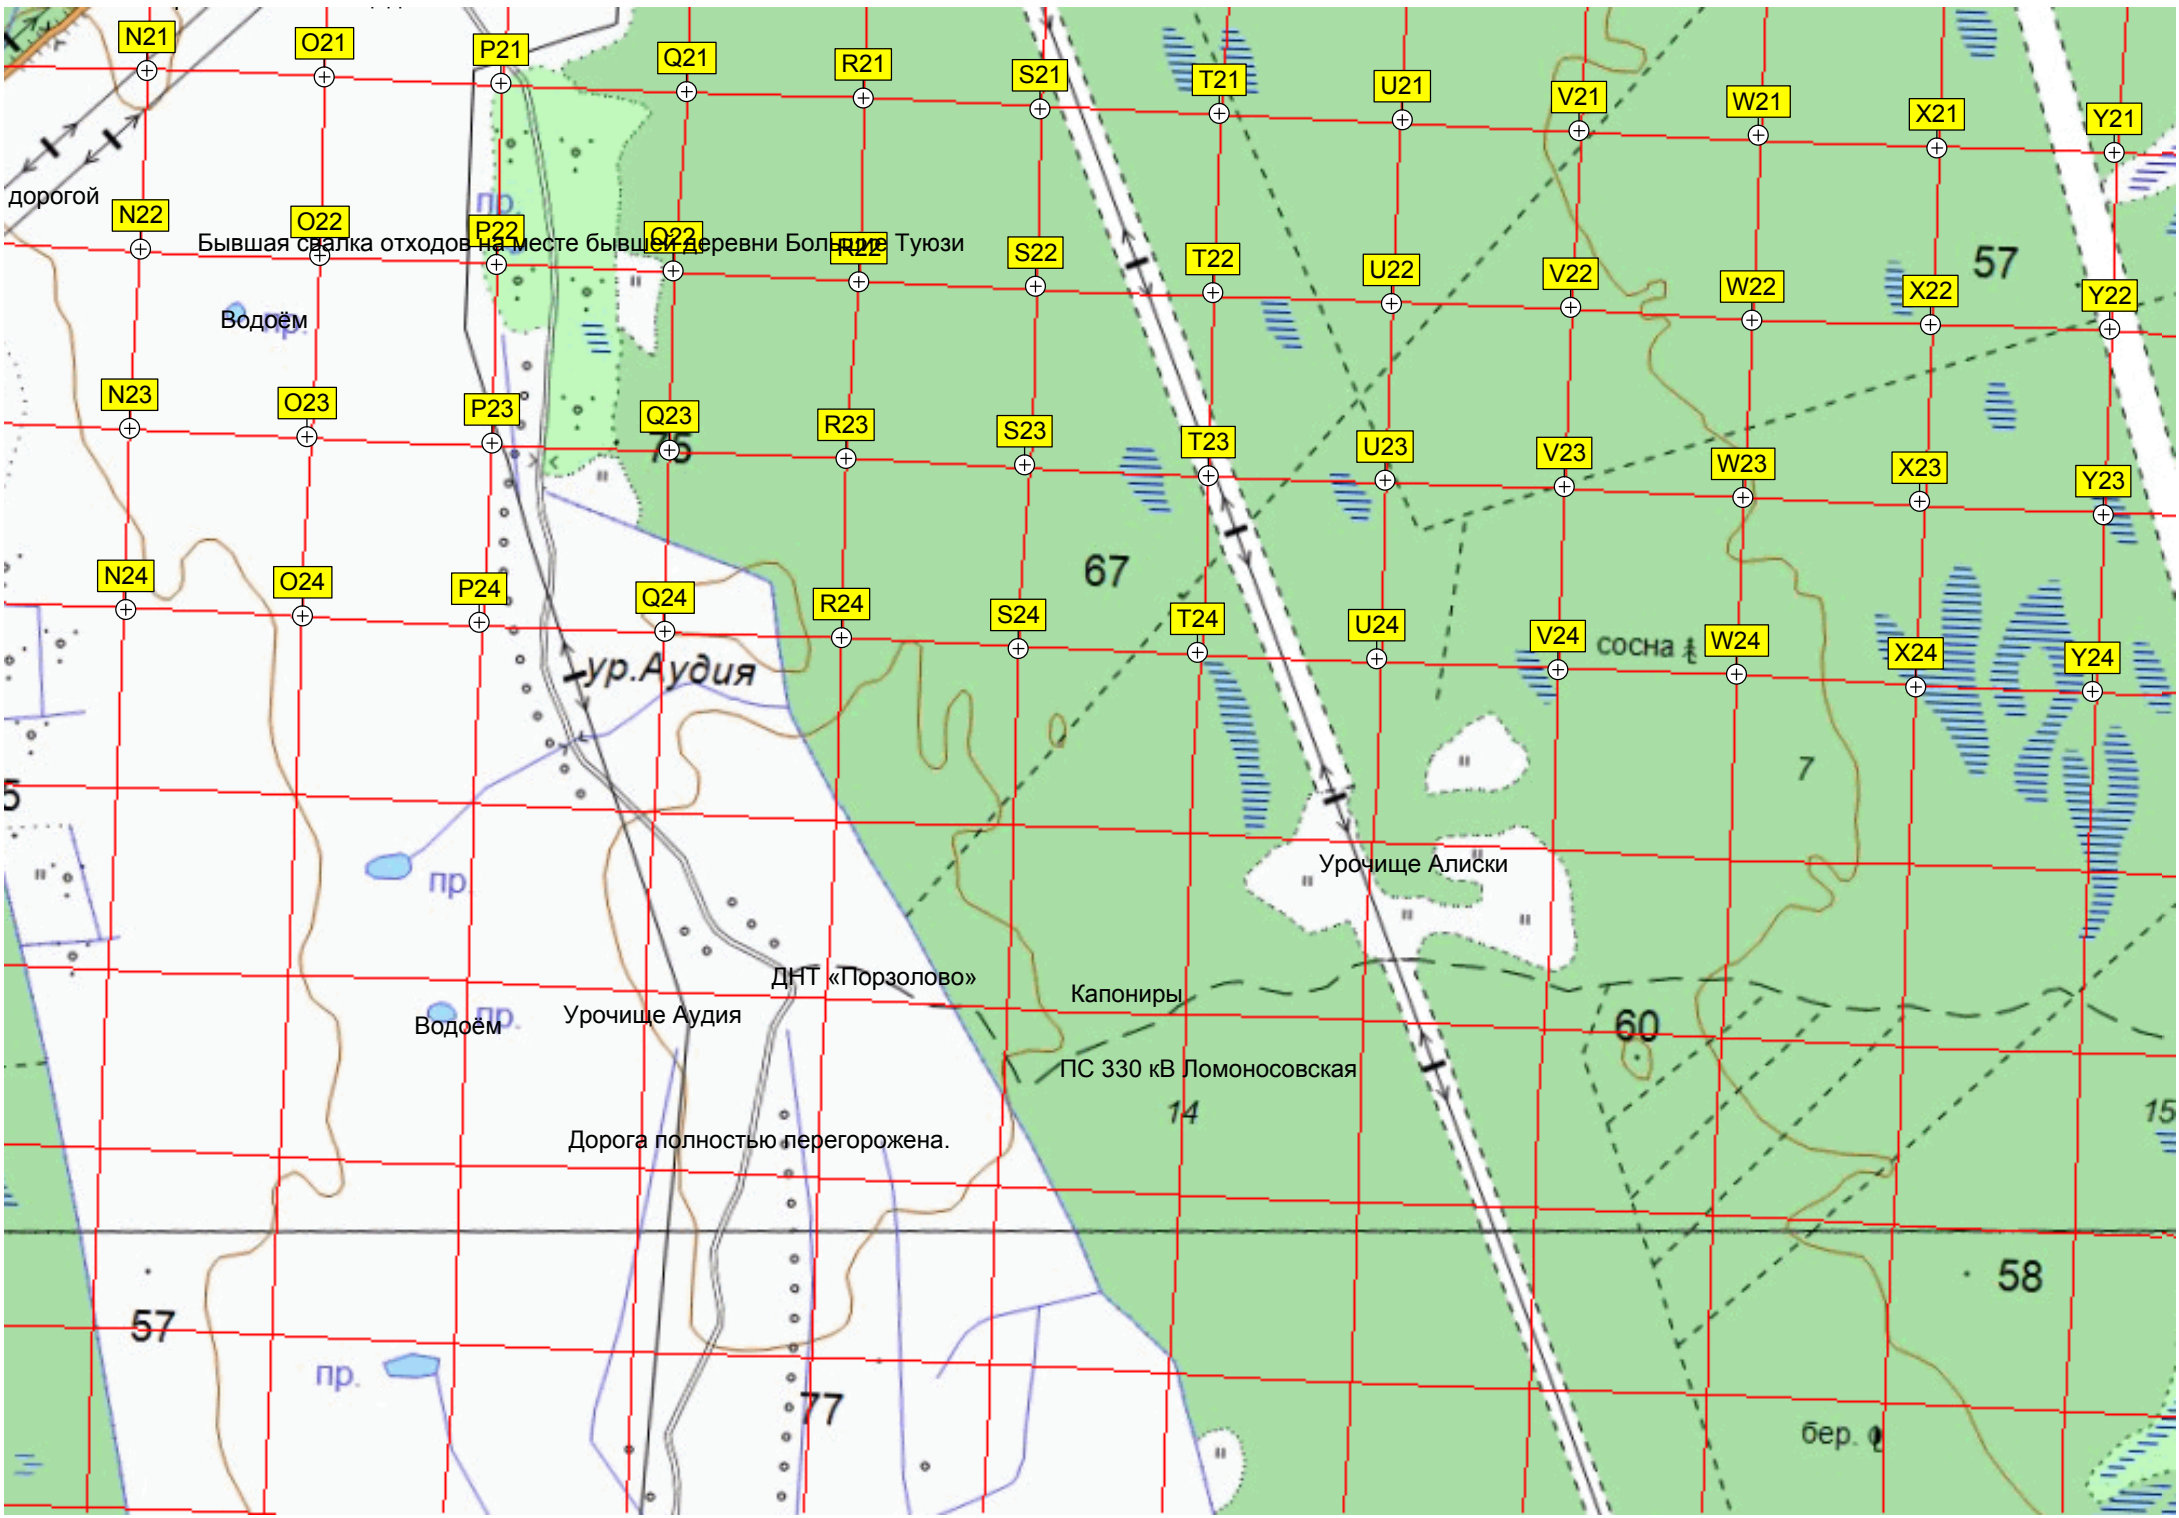 N21 O21 P21 Q21 R21 S21 T21 U21 V21 W21 X21 Y21
дорогой
пр.
N22 O22 P22 Q22 R22 S22 T22 U22 V22 W22 X22 Y22
Бывшая свалка отходов на месте бывшей деревни Большие Туюзи
57
Водоём
пр.
N23 O23 P23 Q23 R23 S23 T23 U23 V23 W23 X23 Y23
75
67
N24 O24 P24 Q24 R24 S24 T24 U24 V24 W24 X24 Y24
сосна
ур.Аудия
7
5
Урочище Алиски
пр.
ДНТ «Порзолово»
Капониры
Водоём
пр.
Урочище Аудия
60
ПС 330 кВ Ломоносовская
14
15
Дорога полностью перегорожена.
58
57
пр.
77
бер.